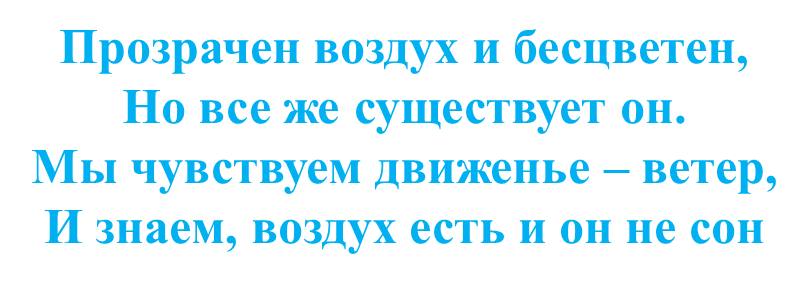 Прозрачен воздух и бесцветен,
Но все же существует он.
Мы чувствуем движенье – ветер,
И знаем, воздух есть и он не сон